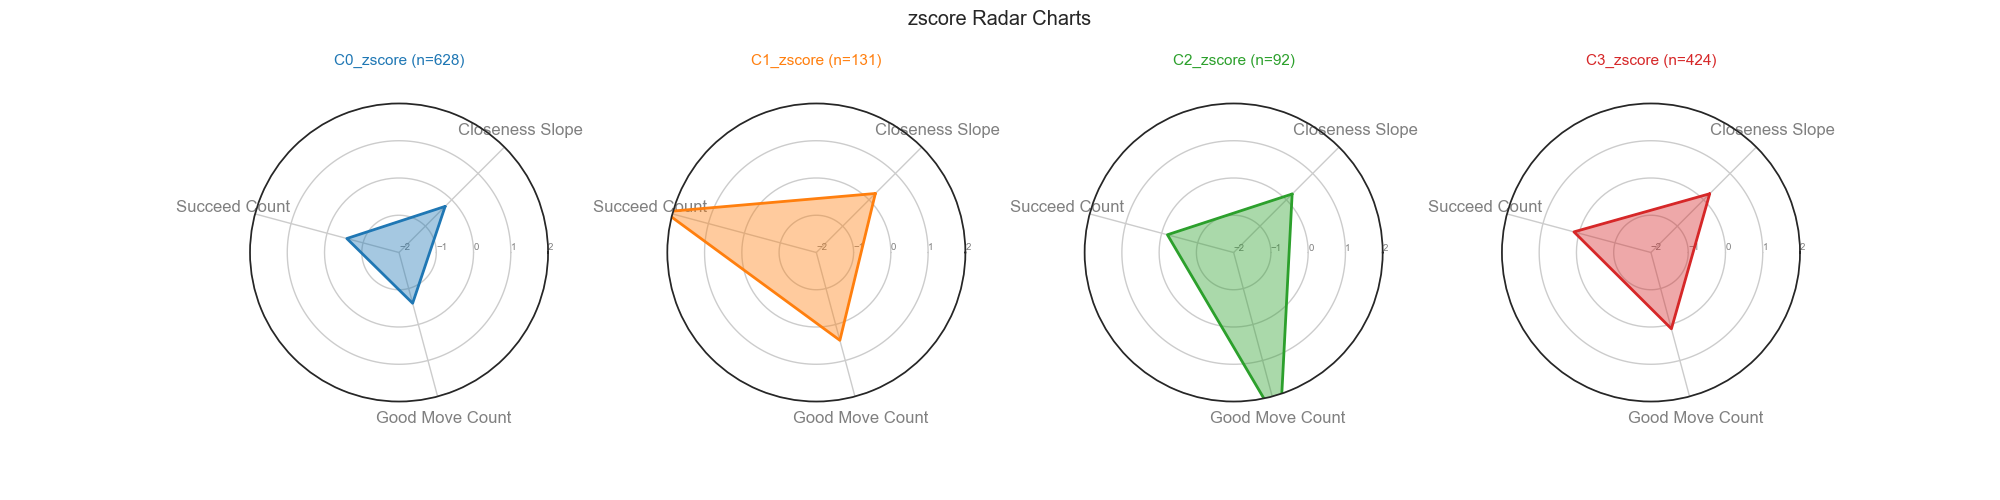 zscore Radar Charts
C0_zscore (n=628)
Closeness Slope
Succeed Count
Good Move Count
−2 −1 0 1 2
C1_zscore (n=131)
Closeness Slope
Succeed Count
Good Move Count
−2 −1 0 1 2
C2_zscore (n=92)
Closeness Slope
Succeed Count
Good Move Count
−2 −1 0 1 2
C3_zscore (n=424)
Closeness Slope
Succeed Count
Good Move Count
−2 −1 0 1 2